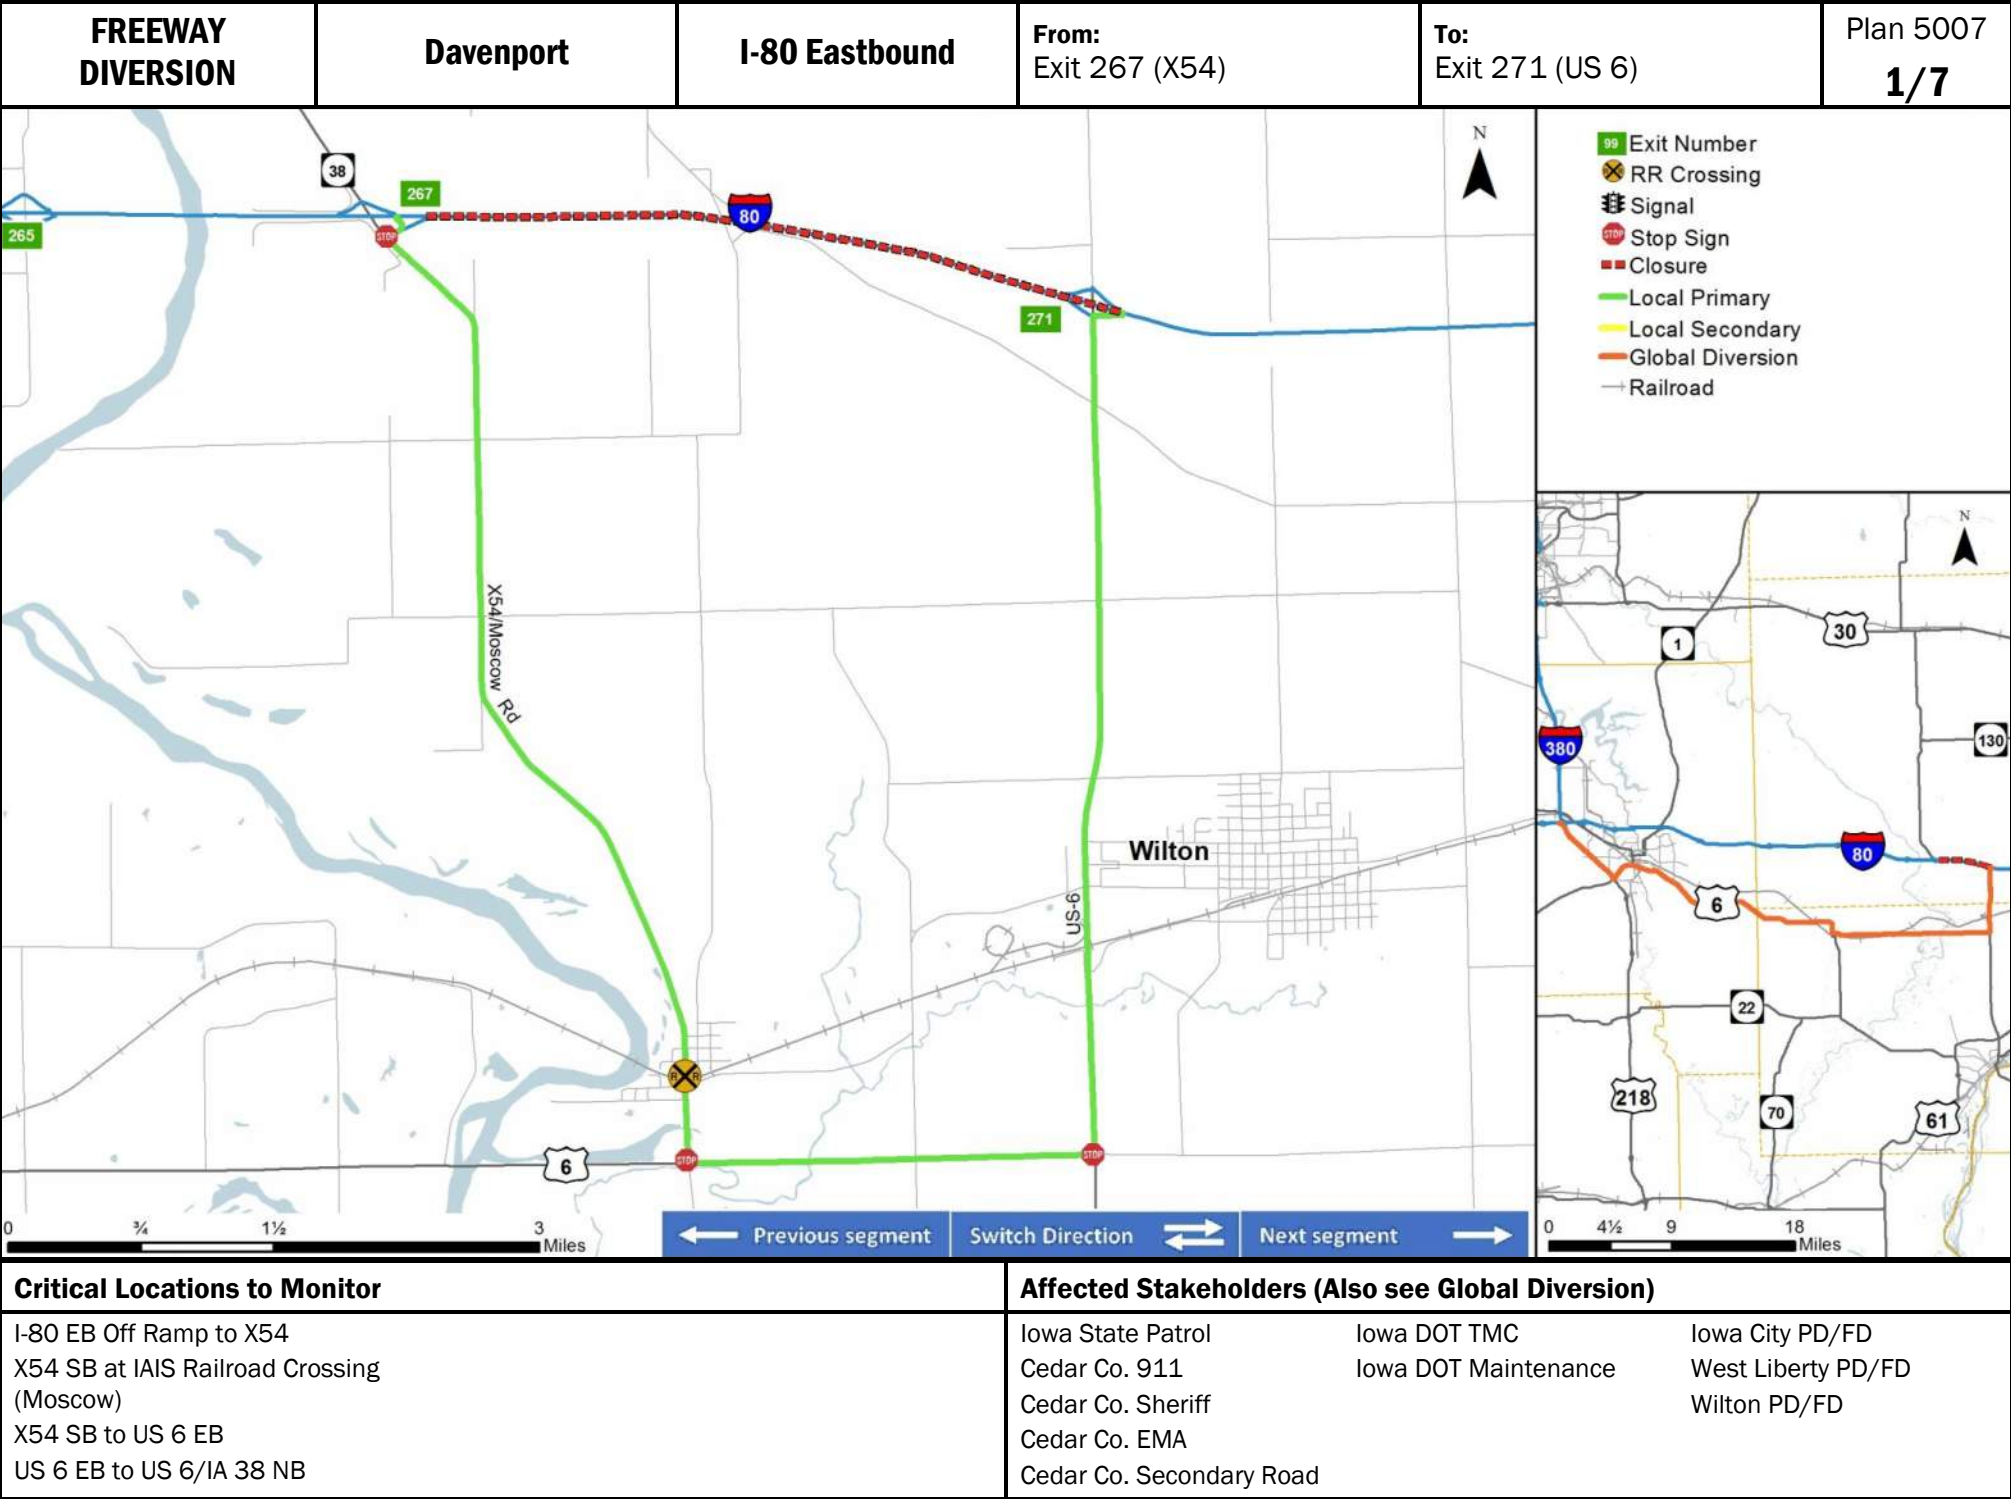 FREEWAY
DIVERSION
Davenport
I-80 Eastbound
From:
Exit 267 (X54)
To:
Exit 271 (US 6)
Plan 5007
1/7
38
267
265
80
271
N
X54/Moscow Rd
US-6
Wilton
R R
STOP
STOP
STOP
6
0 ¾ 1½ 3
Miles
Previous segment
Switch Direction
Next segment
99 Exit Number
RR Crossing
Signal
STOP Stop Sign
Closure
Local Primary
Local Secondary
Global Diversion
Railroad
N
30
1
130
380
80
6
22
218
70
61
0 4½ 9 18
Miles
Critical Locations to Monitor
I-80 EB Off Ramp to X54
X54 SB at IAIS Railroad Crossing
(Moscow)
X54 SB to US 6 EB
US 6 EB to US 6/IA 38 NB
Affected Stakeholders (Also see Global Diversion)
Iowa State Patrol
Cedar Co. 911
Cedar Co. Sheriff
Cedar Co. EMA
Cedar Co. Secondary Road
Iowa DOT TMC
Iowa DOT Maintenance
Iowa City PD/FD
West Liberty PD/FD
Wilton PD/FD